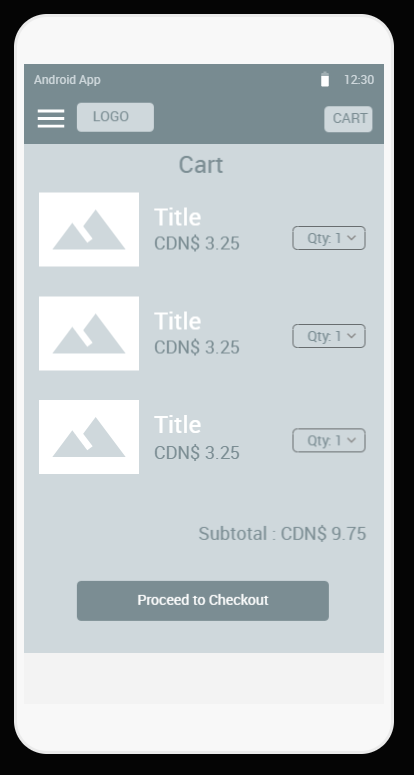 Android App 12:30
LOGO CART
Cart
Title
CDN$ 3.25
Qty: 1
Title
CDN$ 3.25
Qty: 1
Title
CDN$ 3.25
Qty: 1
Subtotal : CDN$ 9.75
Proceed to Checkout